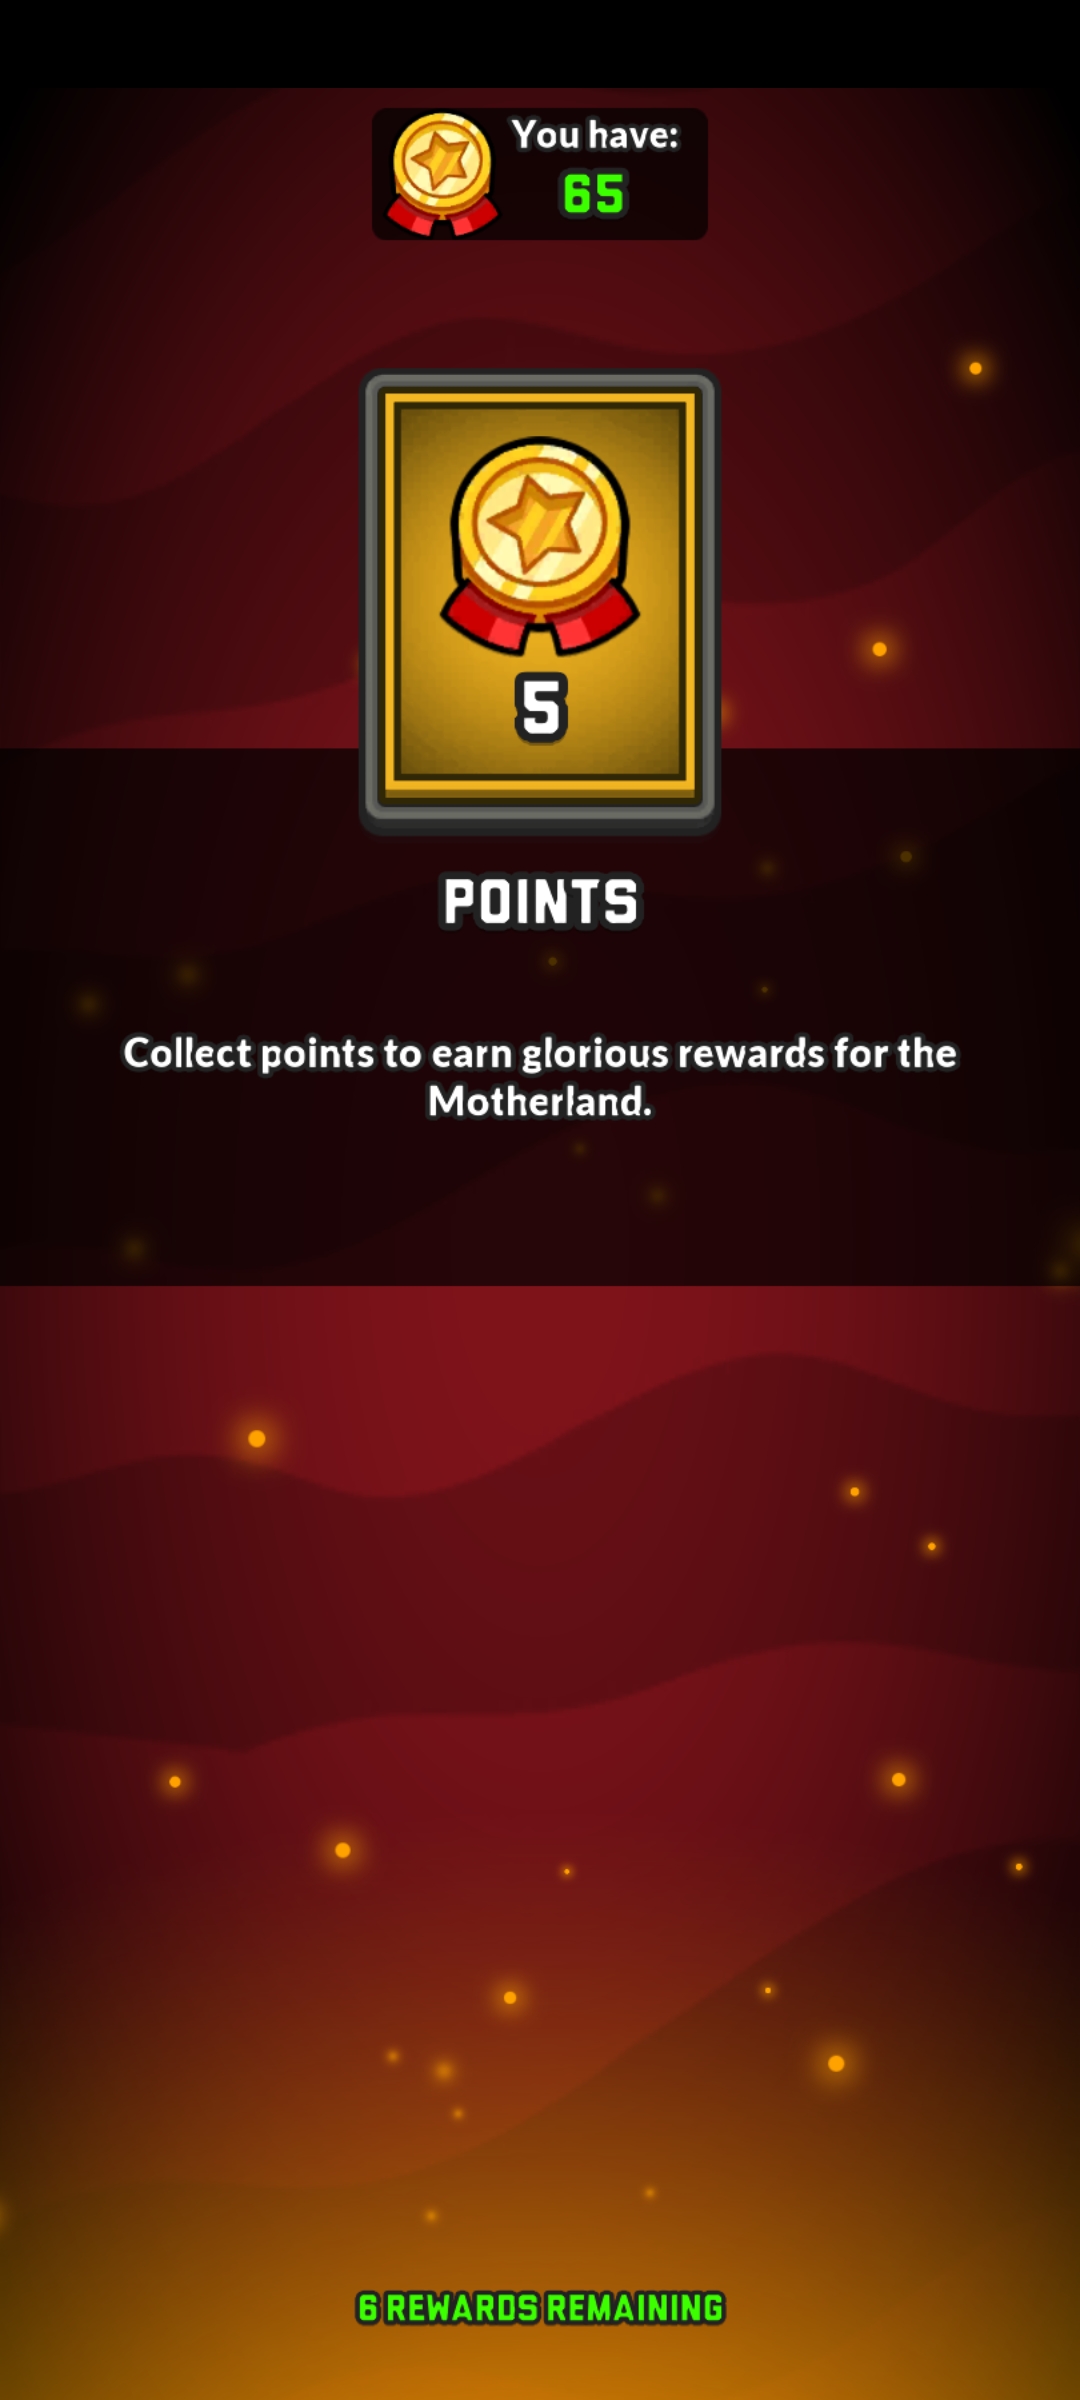 You have:
65
5
POINTS
Collect points to earn glorious rewards for the
Motherland.
6 REWARDS REMAINING